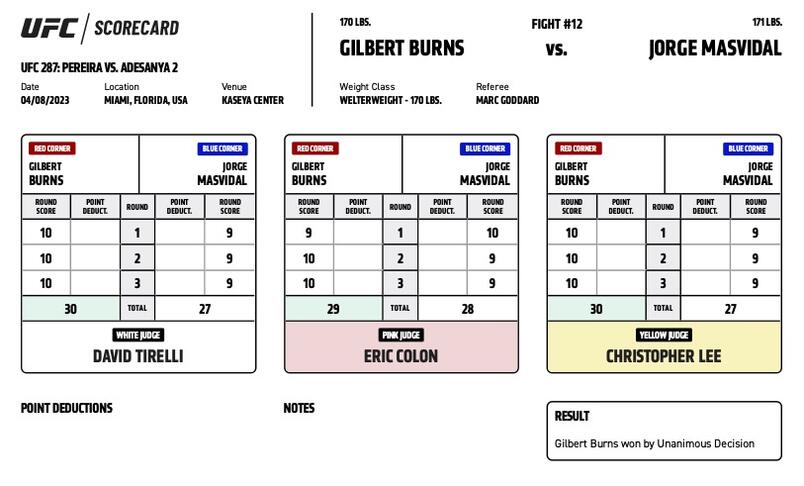 UFC SCORECARD
UFC 287: PEREIRA VS. ADESANYA 2
Date Location Venue
04/08/2023 MIAMI, FLORIDA, USA KASEYA CENTER
170 LBS. FIGHT #12 171 LBS.
GILBERT BURNS vs. JORGE MASVIDAL
Weight Class Referee
WELTERWEIGHT - 170 LBS. MARC GODDARD
RED CORNER BLUE CORNER
GILBERT JORGE
BURNS MASVIDAL
ROUND SCORE POINT DEDUCT. ROUND POINT DEDUCT. ROUND SCORE
10 1 9
10 2 9
10 3 9
30 TOTAL 27
WHITE JUDGE
DAVID TIRELLI
RED CORNER BLUE CORNER
GILBERT JORGE
BURNS MASVIDAL
ROUND SCORE POINT DEDUCT. ROUND POINT DEDUCT. ROUND SCORE
9 1 10
10 2 9
10 3 9
29 TOTAL 28
PINK JUDGE
ERIC COLON
RED CORNER BLUE CORNER
GILBERT JORGE
BURNS MASVIDAL
ROUND SCORE POINT DEDUCT. ROUND POINT DEDUCT. ROUND SCORE
10 1 9
10 2 9
10 3 9
30 TOTAL 27
YELLOW JUDGE
CHRISTOPHER LEE
POINT DEDUCTIONS
NOTES
RESULT
Gilbert Burns won by Unanimous Decision